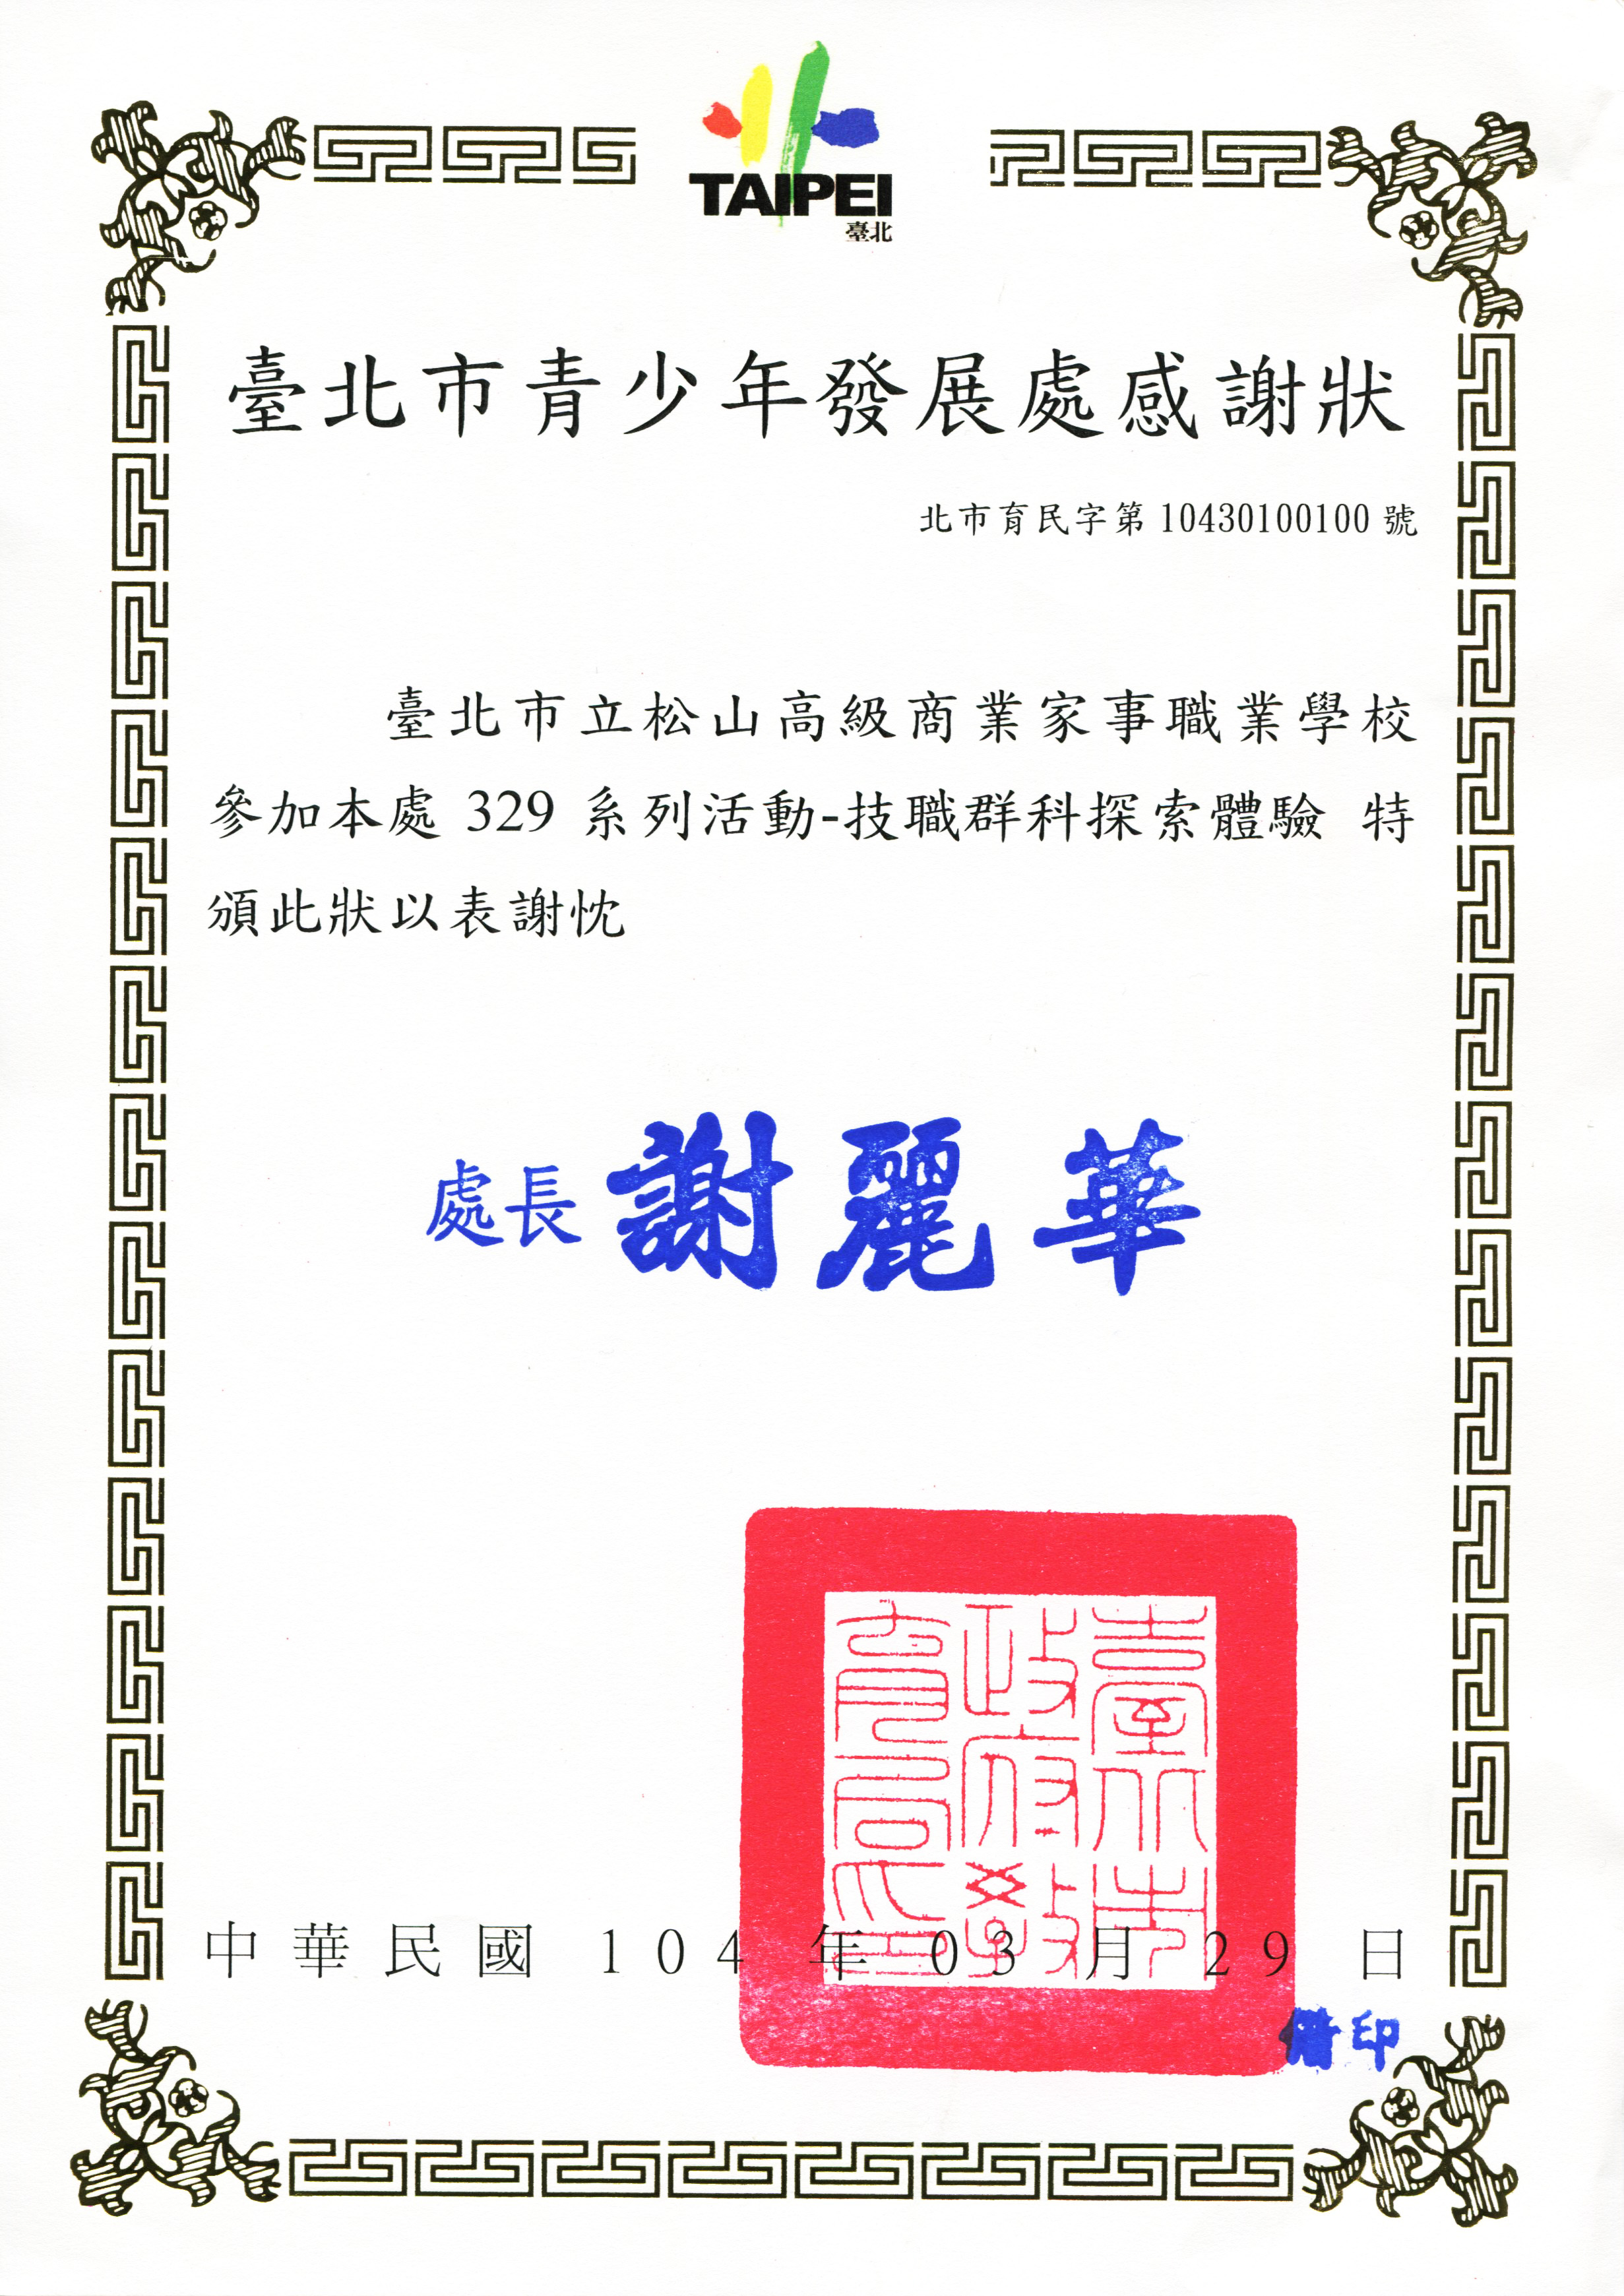 TAIPEI
臺北
臺北市青少年發展處感謝狀
北市育民字第 10430100100 號
臺北市立松山高級商業家事職業學校
參加本處 329 系列活動-技職群科探索體驗 特
頒此狀以表謝忱
處長 謝麗華
臺北市政府教育局印
中華民國 104 年 03 月 29 日
借印